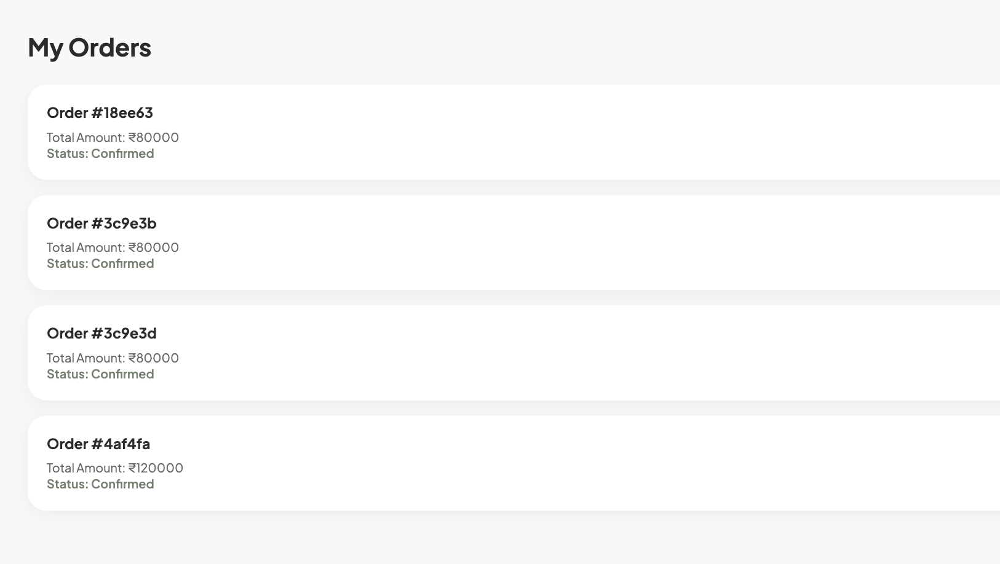 My Orders
Order #18ee63
Total Amount: ₹80000
Status: Confirmed
Order #3c9e3b
Total Amount: ₹80000
Status: Confirmed
Order #3c9e3d
Total Amount: ₹80000
Status: Confirmed
Order #4af4fa
Total Amount: ₹120000
Status: Confirmed